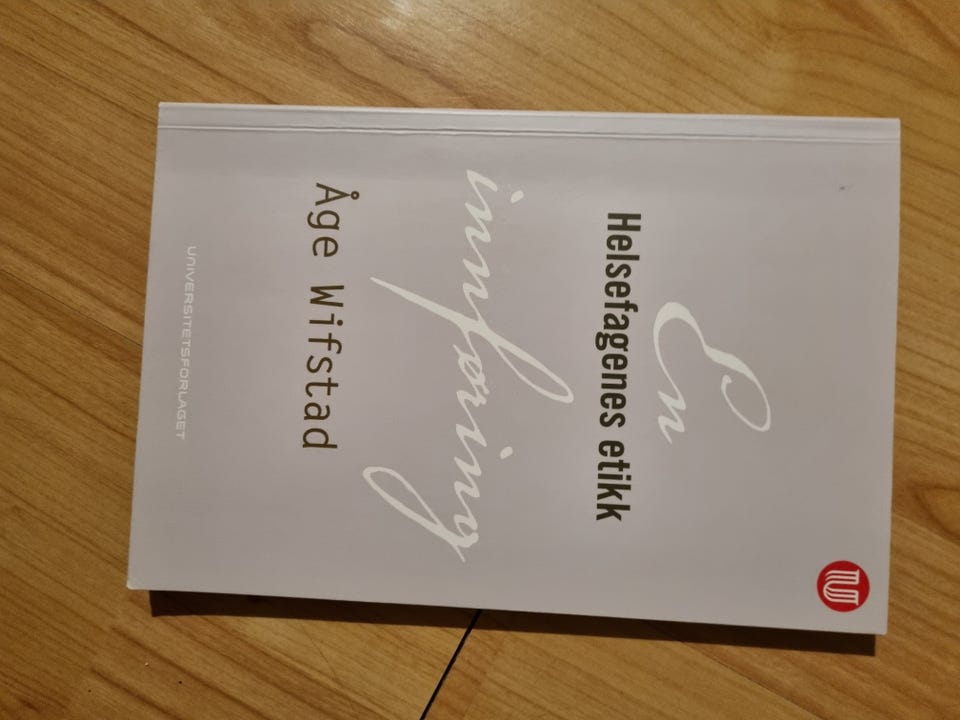 En
Helsefagenes etikk
innføring
Åge Wifstad
UNIVERSITETSFORLAGET